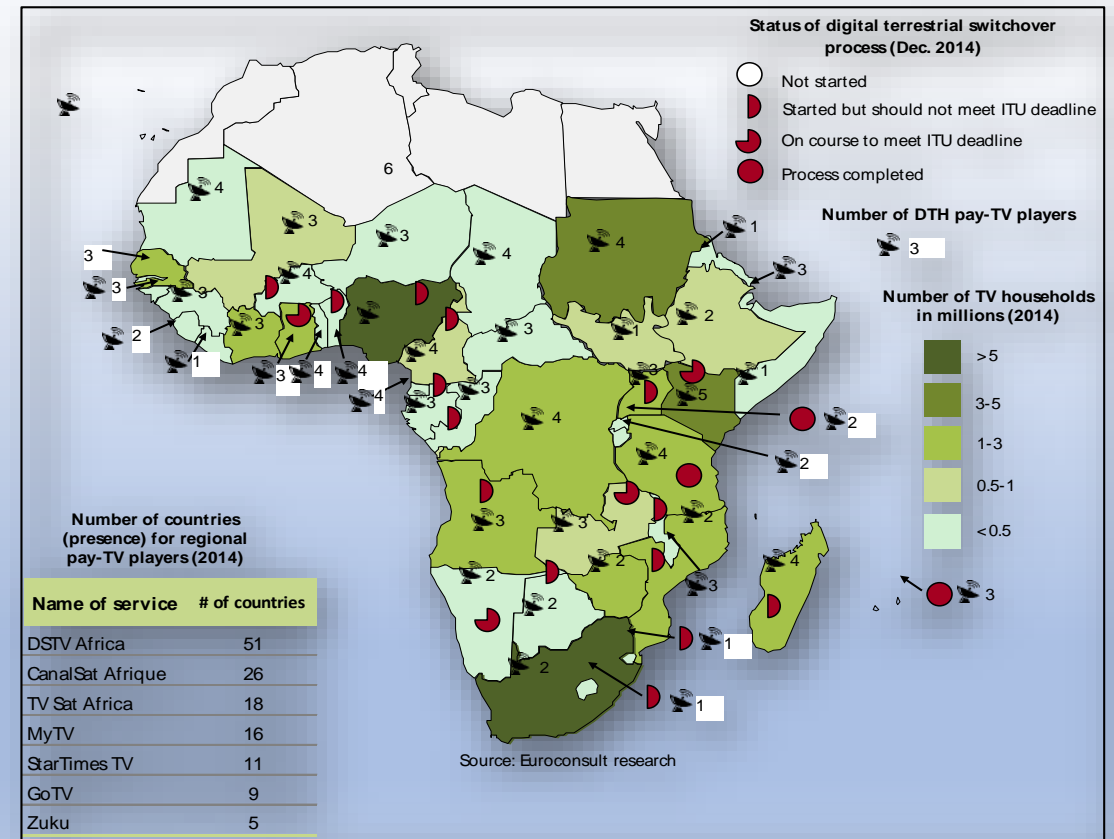 Status of digital terrestrial switchover
process (Dec. 2014)
Not started
Started but should not meet ITU deadline
On course to meet ITU deadline
Process completed
Number of DTH pay-TV players
3
Number of TV households
in millions (2014)
>5
3-5
1-3
0.5-1
<0.5
6
4
3
3
4
4
1
3
3
3
3
4
3
2
1
3
4
4
4
4
3
1
2
1
2
3
3
3
5
4
4
2
2
3
3
2
2
4
3
2
2
3
2
1
1
Number of countries
(presence) for regional
pay-TV players (2014)
Name of service # of countries
DSTV Africa 51
CanalSat Afrique 26
TV Sat Africa 18
MyTV 16
StarTimes TV 11
GoTV 9
Zuku 5
Source: Euroconsult research